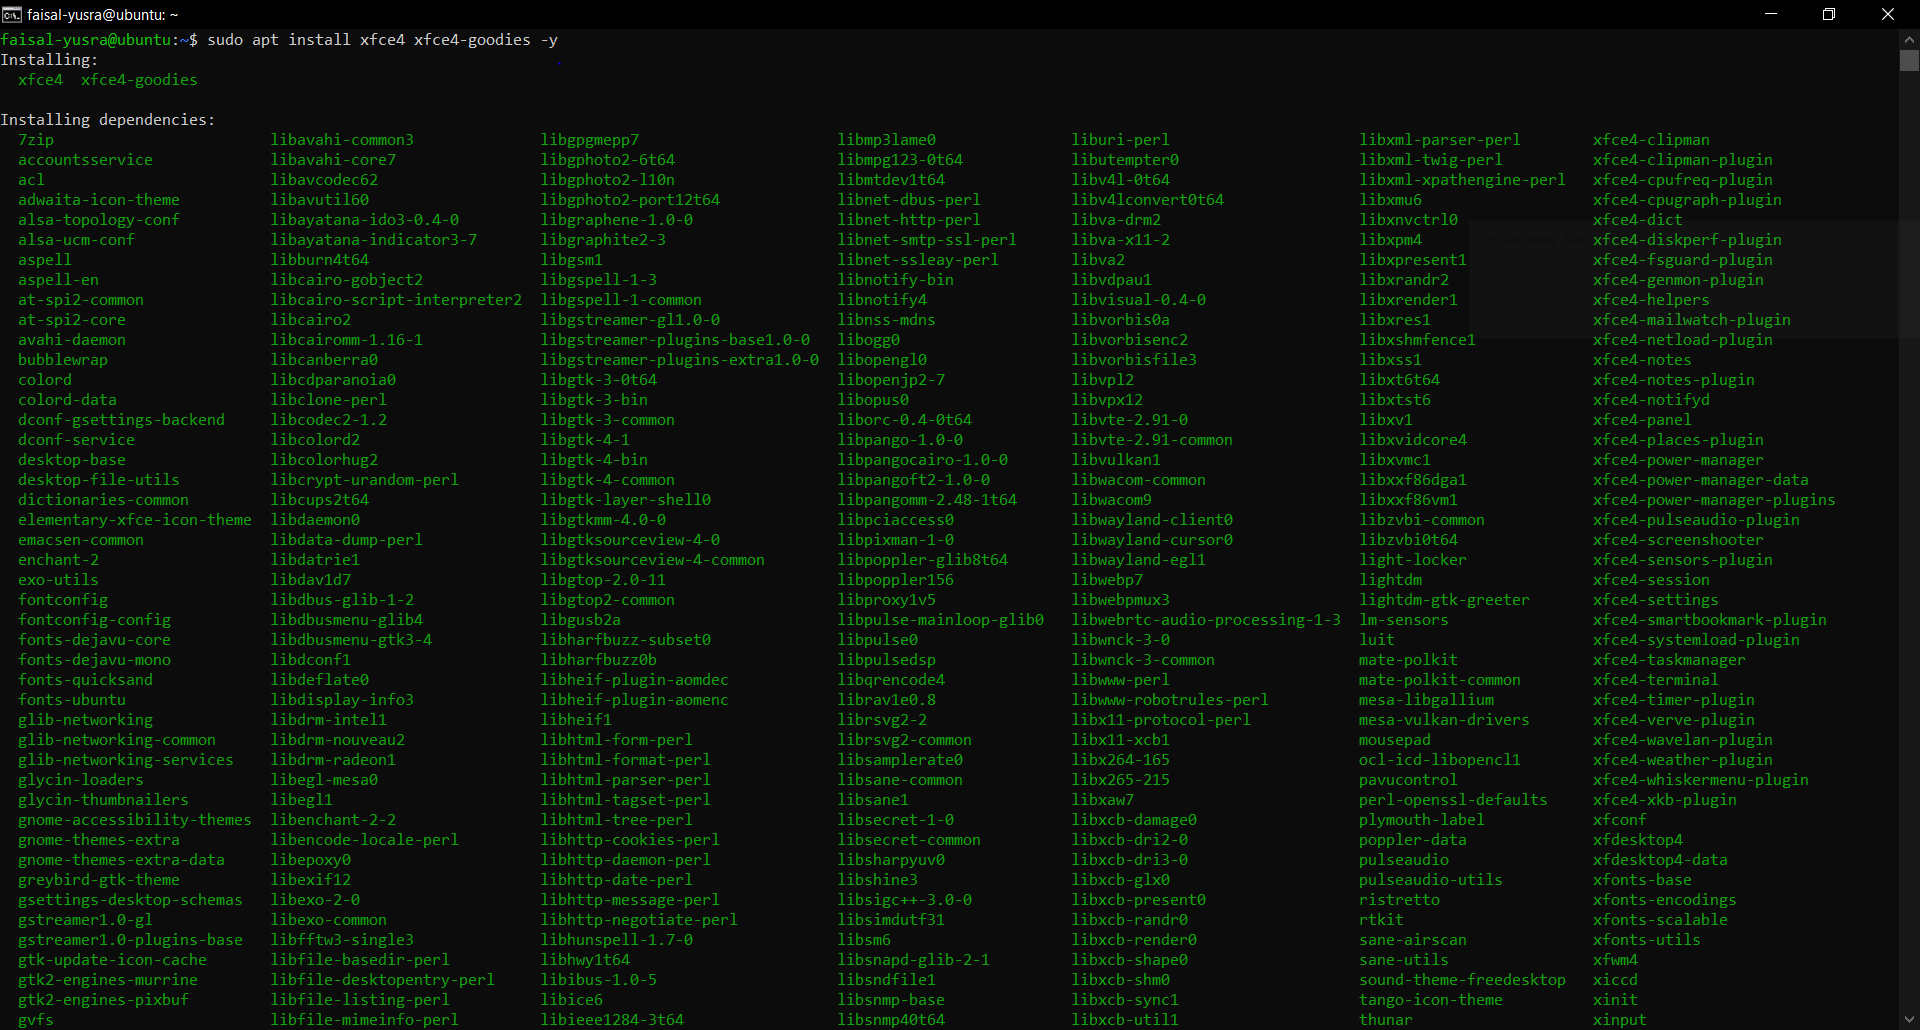 faisal-yusra@ubuntu: ~
faisal-yusra@ubuntu:~$ sudo apt install xfce4 xfce4-goodies -y
Installing:
xfce4  xfce4-goodies
Installing dependencies:
7zip libavahi-common3 libgpgmepp7 libmp3lame0 liburi-perl libxml-parser-perl xfce4-clipman
accountsservice libavahi-core7 libgphoto2-6t64 libmpg123-0t64 libutempter0 libxml-twig-perl xfce4-clipman-plugin
acl libavcodec62 libgphoto2-l10n libmtdev1t64 libv4l-0t64 libxml-xpathengine-perl xfce4-cpufreq-plugin
adwaita-icon-theme libavutil60 libgphoto2-port12t64 libnet-dbus-perl libv4lconvert0t64 libxmu6 xfce4-cpugraph-plugin
alsa-topology-conf libayatana-ido3-0.4-0 libgraphene-1.0-0 libnet-http-perl libva-drm2 libxnvctrl0 xfce4-dict
alsa-ucm-conf libayatana-indicator3-7 libgraphite2-3 libnet-smtp-ssl-perl libva-x11-2 libxpm4 xfce4-diskperf-plugin
aspell libburn4t64 libgsm1 libnet-ssleay-perl libva2 libxpresent1 xfce4-fsguard-plugin
aspell-en libcairo-gobject2 libgspell-1-3 libnotify-bin libvdpau1 libxrandr2 xfce4-genmon-plugin
at-spi2-common libcairo-script-interpreter2 libgspell-1-common libnotify4 libvisual-0.4-0 libxrender1 xfce4-helpers
at-spi2-core libcairo2 libgstreamer-gl1.0-0 libnss-mdns libvorbis0a libxres1 xfce4-mailwatch-plugin
avahi-daemon libcairomm-1.16-1 libgstreamer-plugins-base1.0-0 libogg0 libvorbisenc2 libxshmfence1 xfce4-netload-plugin
bubblewrap libcanberra0 libgstreamer-plugins-extra1.0-0 libopengl0 libvorbisfile3 libxss1 xfce4-notes
colord libcdparanoia0 libgtk-3-0t64 libopenjp2-7 libvpl2 libxt6t64 xfce4-notes-plugin
colord-data libclone-perl libgtk-3-bin libopus0 libvpx12 libxtst6 xfce4-notifyd
dconf-gsettings-backend libcodec2-1.2 libgtk-3-common liborc-0.4-0t64 libvte-2.91-0 libxv1 xfce4-panel
dconf-service libcolord2 libgtk-4-1 libpango-1.0-0 libvte-2.91-common libxvidcore4 xfce4-places-plugin
desktop-base libcolorhug2 libgtk-4-bin libpangocairo-1.0-0 libvulkan1 libxvmc1 xfce4-power-manager
desktop-file-utils libcrypt-urandom-perl libgtk-4-common libpangoft2-1.0-0 libwacom-common libxxf86dga1 xfce4-power-manager-data
dictionaries-common libcups2t64 libgtk-layer-shell0 libpangomm-2.48-1t64 libwacom9 libxxf86vm1 xfce4-power-manager-plugins
elementary-xfce-icon-theme libdaemon0 libgtkmm-4.0-0 libpciaccess0 libwayland-client0 libzvbi-common xfce4-pulseaudio-plugin
emacsen-common libdata-dump-perl libgtksourceview-4-0 libpixman-1-0 libwayland-cursor0 libzvbi0t64 xfce4-screenshooter
enchant-2 libdatrie1 libgtksourceview-4-common libpoppler-glib8t64 libwayland-egl1 light-locker xfce4-sensors-plugin
exo-utils libdav1d7 libgtop-2.0-11 libpoppler156 libwebp7 lightdm xfce4-session
fontconfig libdbus-glib-1-2 libgtop2-common libproxy1v5 libwebpmux3 lightdm-gtk-greeter xfce4-settings
fontconfig-config libdbusmenu-glib4 libgusb2a libpulse-mainloop-glib0 libwebrtc-audio-processing-1-3 lm-sensors xfce4-smartbookmark-plugin
fonts-dejavu-core libdbusmenu-gtk3-4 libharfbuzz-subset0 libpulse0 libwnck-3-0 luit xfce4-systemload-plugin
fonts-dejavu-mono libdconf1 libharfbuzz0b libpulsedsp libwnck-3-common mate-polkit xfce4-taskmanager
fonts-quicksand libdeflate0 libheif-plugin-aomdec libqrencode4 libwww-perl mate-polkit-common xfce4-terminal
fonts-ubuntu libdisplay-info3 libheif-plugin-aomenc librav1e0.8 libwww-robotrules-perl mesa-libgallium xfce4-timer-plugin
glib-networking libdrm-intel1 libheif1 librsvg2-2 libx11-protocol-perl mesa-vulkan-drivers xfce4-verve-plugin
glib-networking-common libdrm-nouveau2 libhtml-form-perl librsvg2-common libx11-xcb1 mousepad xfce4-wavelan-plugin
glib-networking-services libdrm-radeon1 libhtml-format-perl libsamplerate0 libx264-165 ocl-icd-libopencl1 xfce4-weather-plugin
glycin-loaders libegl-mesa0 libhtml-parser-perl libsane-common libx265-215 pavucontrol xfce4-whiskermenu-plugin
glycin-thumbnailers libegl1 libhtml-tagset-perl libsane1 libxaw7 perl-openssl-defaults xfce4-xkb-plugin
gnome-accessibility-themes libenchant-2-2 libhtml-tree-perl libsecret-1-0 libxcb-damage0 plymouth-label xfconf
gnome-themes-extra libencode-locale-perl libhttp-cookies-perl libsecret-common libxcb-dri2-0 poppler-data xfdesktop4
gnome-themes-extra-data libepoxy0 libhttp-daemon-perl libsharpyuv0 libxcb-dri3-0 pulseaudio xfdesktop4-data
greybird-gtk-theme libexif12 libhttp-date-perl libshine3 libxcb-glx0 pulseaudio-utils xfonts-base
gsettings-desktop-schemas libexo-2-0 libhttp-message-perl libsigc++-3.0-0 libxcb-present0 ristretto xfonts-encodings
gstreamer1.0-gl libexo-common libhttp-negotiate-perl libsimdutf31 libxcb-randr0 rtkit xfonts-scalable
gstreamer1.0-plugins-base libfftw3-single3 libhunspell-1.7-0 libsm6 libxcb-render0 sane-airscan xfonts-utils
gtk-update-icon-cache libfile-basedir-perl libhwy1t64 libsnapd-glib-2-1 libxcb-shape0 sane-utils xfwm4
gtk2-engines-murrine libfile-desktopentry-perl libibus-1.0-5 libsndfile1 libxcb-shm0 sound-theme-freedesktop xiccd
gtk2-engines-pixbuf libfile-listing-perl libice6 libsnmp-base libxcb-sync1 tango-icon-theme xinit
gvfs libfile-mimeinfo-perl libieee1284-3t64 libsnmp40t64 libxcb-util1 thunar xinput